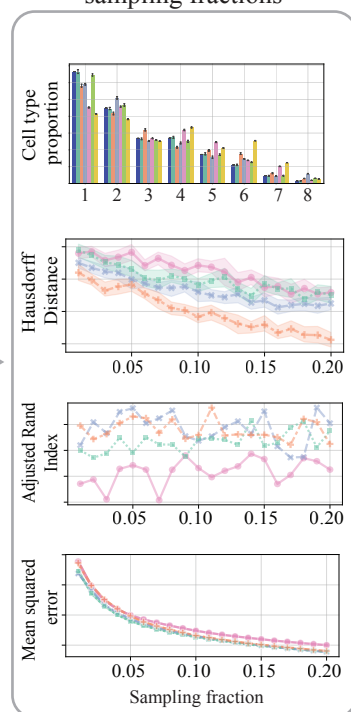 sampling fractions
Cell type
proportion
1 2 3 4 5 6 7 8
Hausdorff
Distance
0.05 0.10 0.15 0.20
Adjusted Rand
Index
0.05 0.10 0.15 0.20
Mean squared
error
0.05 0.10 0.15 0.20
Sampling fraction